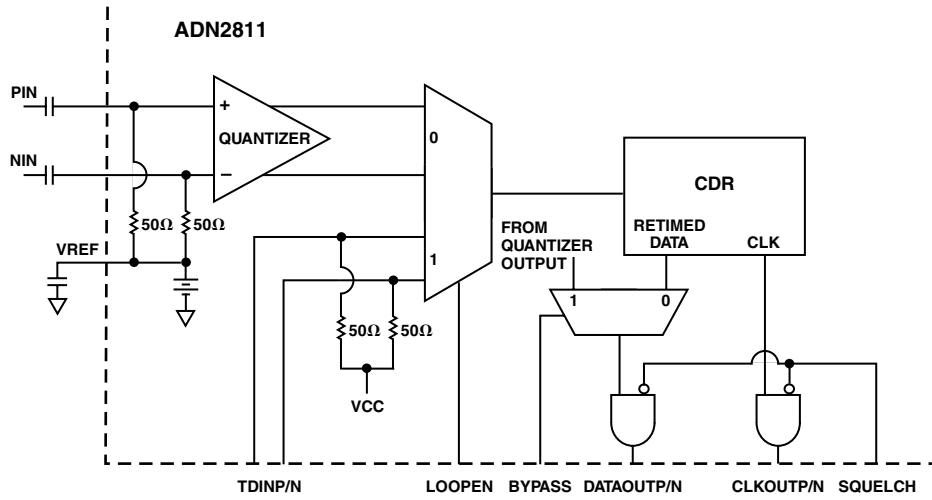 ADN2811
PIN
+
QUANTIZER
NIN
−
0
CDR
50Ω 50Ω
VREF
FROM
QUANTIZER
OUTPUT
RETIMED
DATA
CLK
1
1 0
50Ω 50Ω
VCC
TDINP/N LOOPEN BYPASS DATAOUTP/N CLKOUTP/N SQUELCH